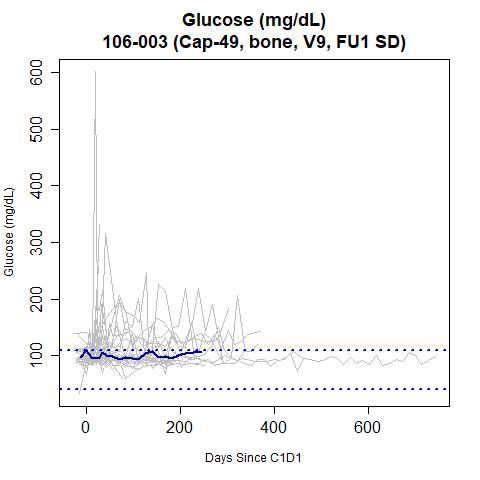 Glucose (mg/dL)
106-003 (Cap-49, bone, V9, FU1 SD)
Glucose (mg/dL)
600
500
400
300
200
100
0
200
400
600
Days Since C1D1